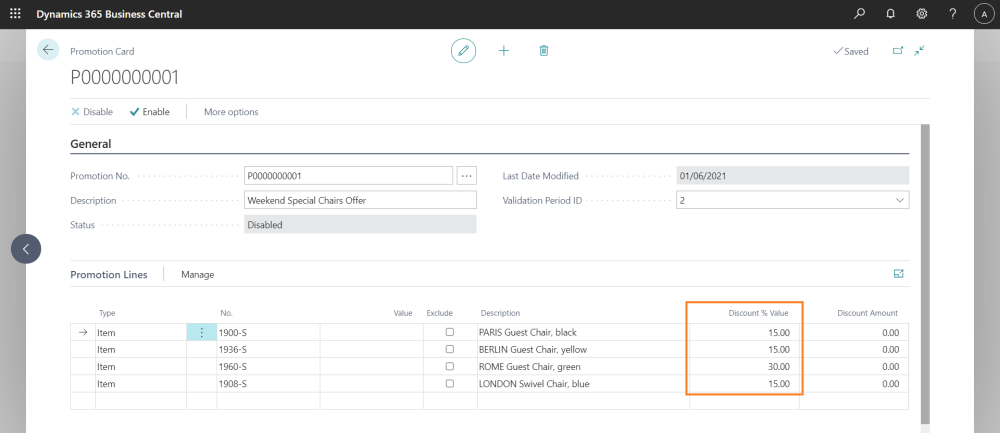 Dynamics 365 Business Central
A
Promotion Card
Saved
P0000000001
Disable Enable More options
General
Promotion No. P0000000001 ... Last Date Modified 01/06/2021
Description Weekend Special Chairs Offer Validation Period ID 2
Status Disabled
Promotion Lines Manage
Type No. Value Exclude Description Discount % Value Discount Amount
Item 1900-S PARIS Guest Chair, black 15.00 0.00
Item 1936-S BERLIN Guest Chair, yellow 15.00 0.00
Item 1960-S ROME Guest Chair, green 30.00 0.00
Item 1908-S LONDON Swivel Chair, blue 15.00 0.00